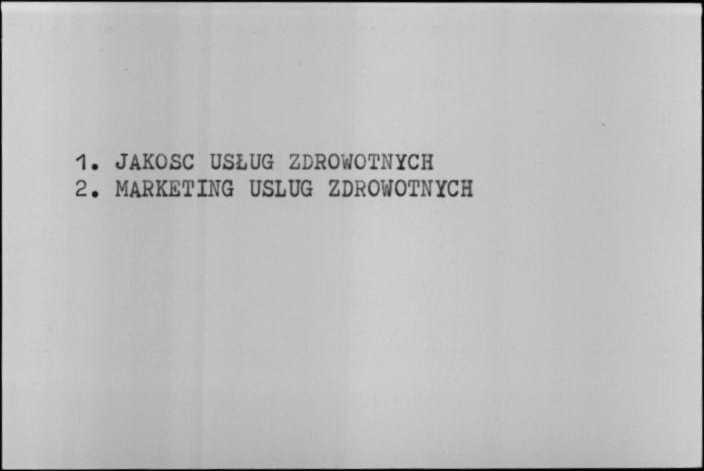 1. JAKOSC USŁUG ZDROWOTNYCH
2. MARKETING USLUG ZDROWOTNYCH